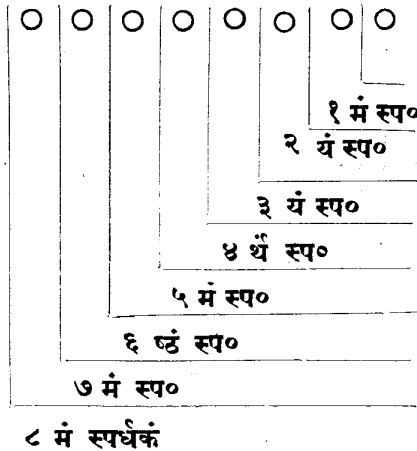 १ मं स्प०
२ यं स्प०
३ यं स्प०
४ र्थं स्प०
५ मं स्प०
६ ष्ठं स्प०
७ मं स्प०
८ मं स्पर्धकं